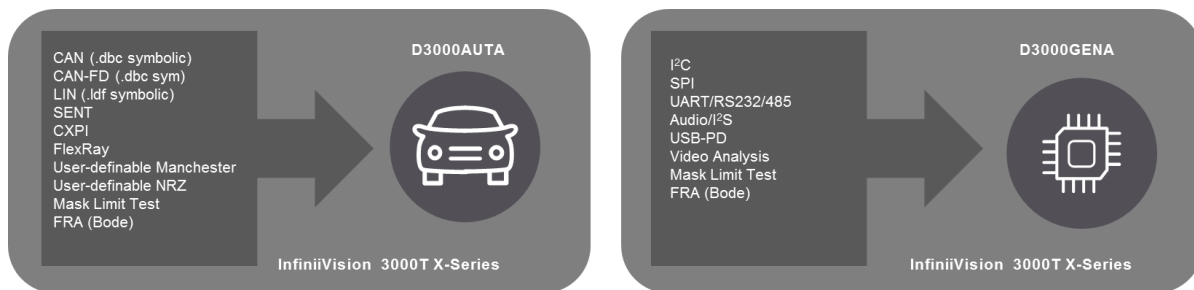 D3000AUTA
CAN (.dbc symbolic)
CAN-FD (.dbc sym)
LIN (.ldf symbolic)
SENT
CXPI
FlexRay
User-definable Manchester
User-definable NRZ
Mask Limit Test
FRA (Bode)
InfiniiVision 3000T X-Series
D3000GENA
I²C
SPI
UART/RS232/485
Audio/I²S
USB-PD
Video Analysis
Mask Limit Test
FRA (Bode)
InfiniiVision 3000T X-Series